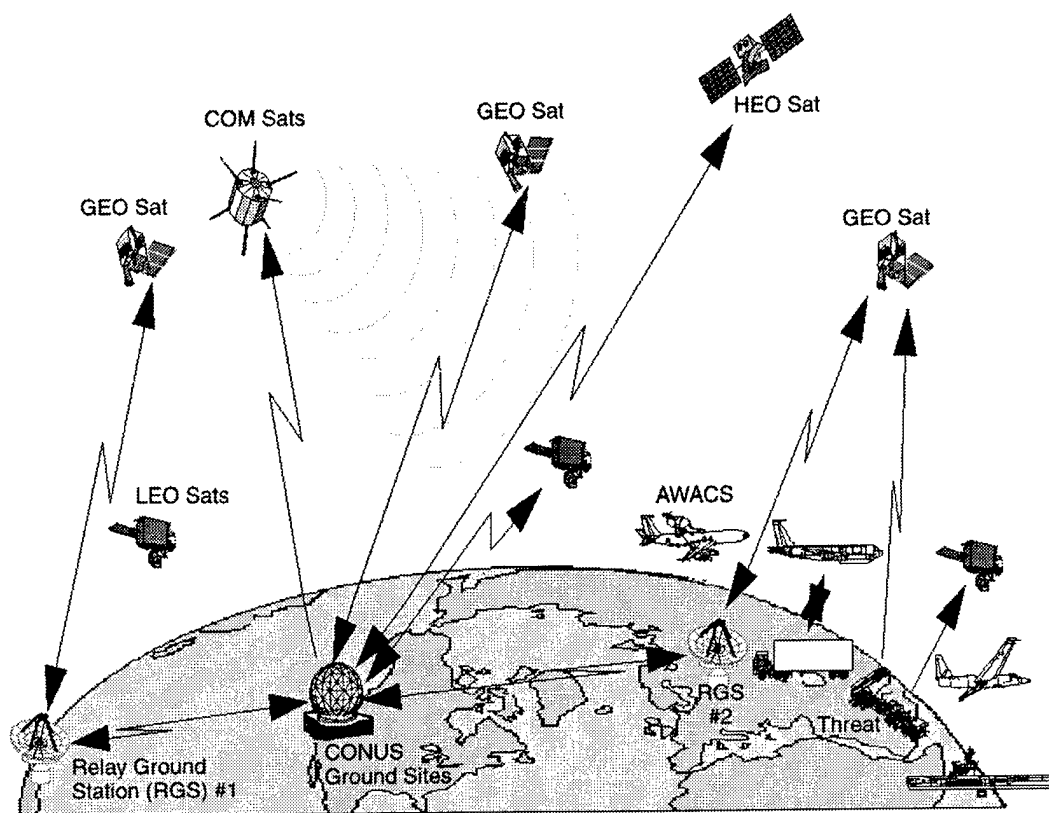 HEO Sat
GEO Sat
COM Sats
GEO Sat
GEO Sat
LEO Sats
AWACS
RGS
#2
Threat
CONUS
Ground Sites
Relay Ground
Station (RGS) #1